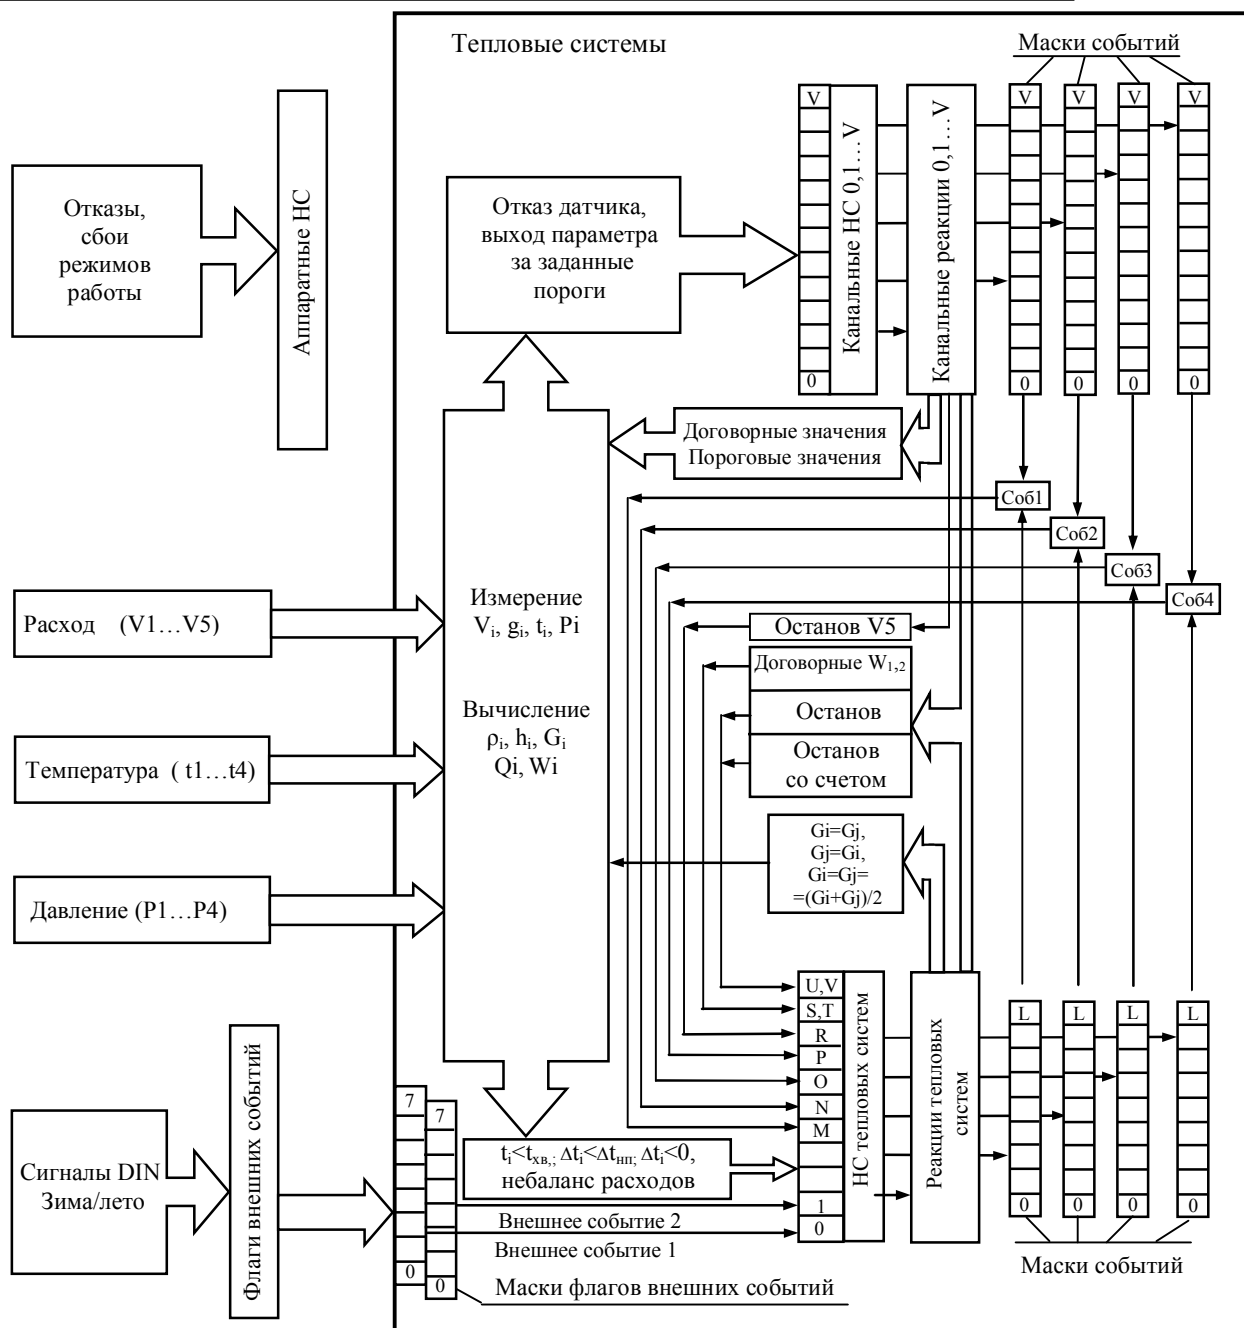 Тепловые системы
Маски событий
V
V
V
V
V
0
0
0
0
0
Канальные НС 0,1…V
Канальные реакции 0,1…V
Отказы,
сбои
режимов
работы
Аппаратные НС
Отказ датчика,
выход параметра
за заданные
пороги
Договорные значения
Пороговые значения
Соб1
Соб2
Соб3
Соб4
Расход (V1…V5)
Измерение
Vi, gi, ti, Pi
Вычисление
ρi, hi, Gi
Qi, Wi
Останов V5
Договорные W1,2
Останов
Останов
со счетом
Температура ( t1…t4)
Gi=Gj,
Gj=Gi,
Gi=Gj=
=(Gi+Gj)/2
Давление (P1…P4)
U,V
S,T
R
P
O
N
M
1
0
НС тепловых систем
Реакции тепловых
систем
L
L
L
L
0
0
0
0
Маски событий
Сигналы DIN
Зима/лето
Флаги внешних событий
7
7
0
0
ti<tхв,; Δti<Δtнп; Δti<0,
небаланс расходов
Внешнее событие 2
Внешнее событие 1
Маски флагов внешних событий